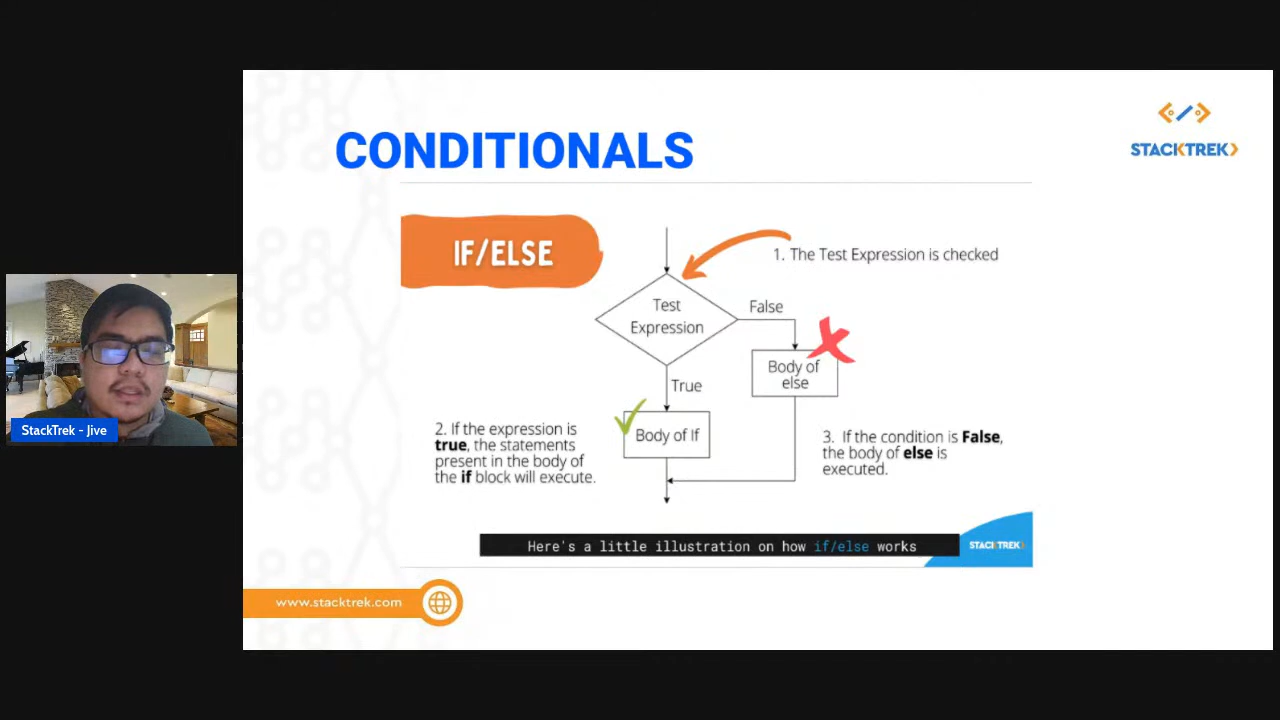 CONDITIONALS
STACKTREK
IF/ELSE
1. The Test Expression is checked
Test
Expression
False
Body of
else
True
Body of If
2. If the expression is
true, the statements
present in the body of
the if block will execute.
3. If the condition is False,
the body of else is
executed.
Here's a little illustration on how if/else works
STACKTREK
www.stacktrek.com
StackTrek - Jive